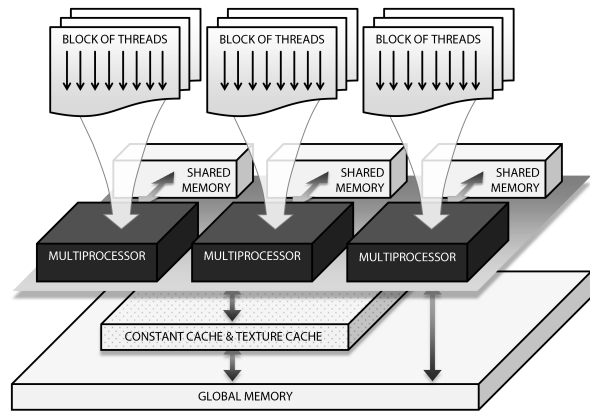 BLOCK OF THREADS
BLOCK OF THREADS
BLOCK OF THREADS
SHARED
MEMORY
SHARED
MEMORY
SHARED
MEMORY
MULTIPROCESSOR
MULTIPROCESSOR
MULTIPROCESSOR
CONSTANT CACHE & TEXTURE CACHE
GLOBAL MEMORY